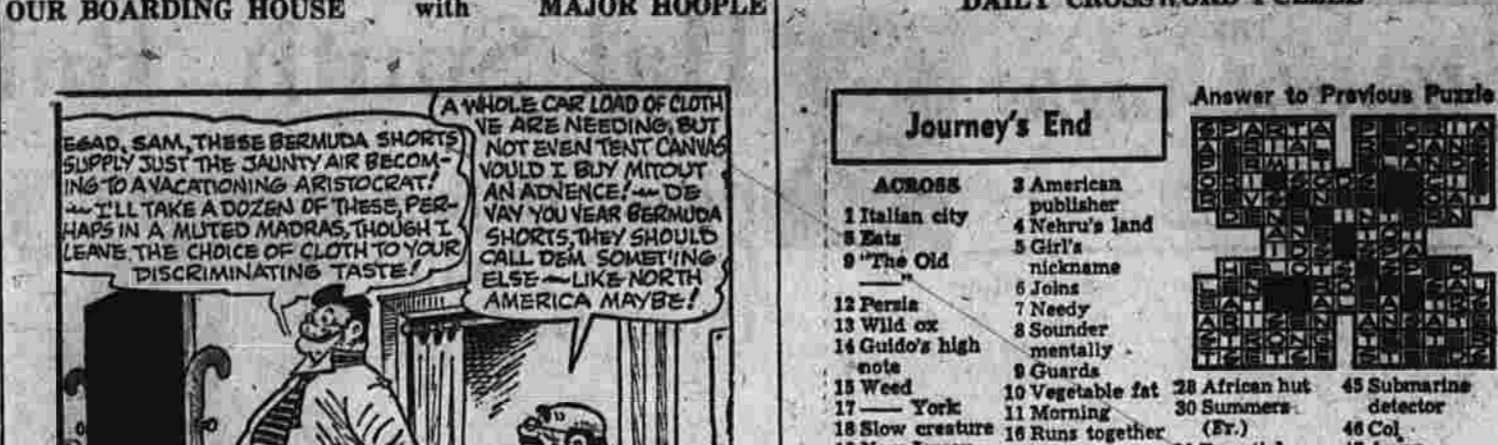 OUR BOARDING HOUSE with MAJOR HOOPLE
EGAD, SAM, THESE BERMUDA SHORTS
SUPPLY JUST THE JAUNTY AIR BECOM-
ING TO A VACATIONING ARISTOCRAT!
~ I'LL TAKE A DOZEN OF THESE, PER-
HAPS IN A MUTED MADRAS, THOUGH I
LEAVE THE CHOICE OF CLOTH TO YOUR
DISCRIMINATING TASTE!
A WHOLE CAR LOAD OF CLOTH
VE ARE NEEDING, BUT
NOT EVEN TENT CANVAS
VOULD I BUY MITOUT
AN ADVENCE! ~ DE
VAY YOU VEAR BERMUDA
SHORTS, THEY SHOULD
CALL DEM SOMET'ING
ELSE ~ LIKE NORTH
AMERICA MAYBE!
DAILY CROSSWORD PUZZLE
Journey's End
ACROSS
1 Italian city
5 Eats
9 "The Old
—"
12 Persia
13 Wild ox
14 Guido's high
note
15 Weed
17 — York
18 Slow creature
3 American
publisher
4 Nehru's land
5 Girl's
nickname
6 Joins
7 Needy
8 Sounder
mentally
9 Guards
10 Vegetable fat
11 Morning
16 Runs together
Answer to Previous Puzzle
28 African hut
30 Summers
(Fr.)
45 Submarine
detector
46 Col